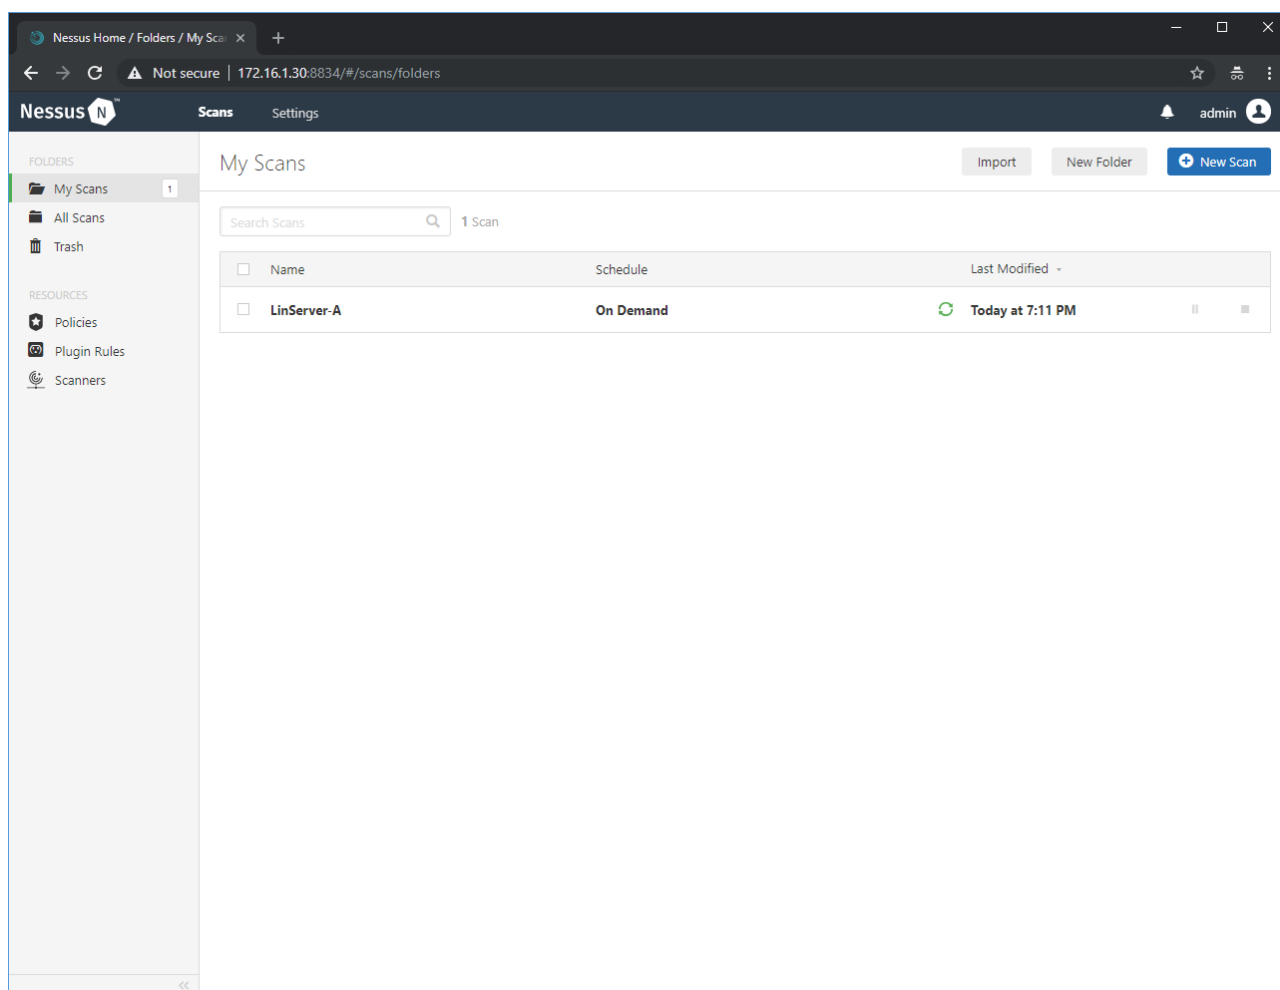 Nessus Home / Folders / My Sca
Not secure | 172.16.1.30:8834/#/scans/folders
Nessus N ™ Scans Settings admin
FOLDERS
My Scans 1
All Scans
Trash
RESOURCES
Policies
Plugin Rules
Scanners
My Scans Import New Folder New Scan
Search Scans 1 Scan
Name Schedule Last Modified
LinServer-A On Demand Today at 7:11 PM